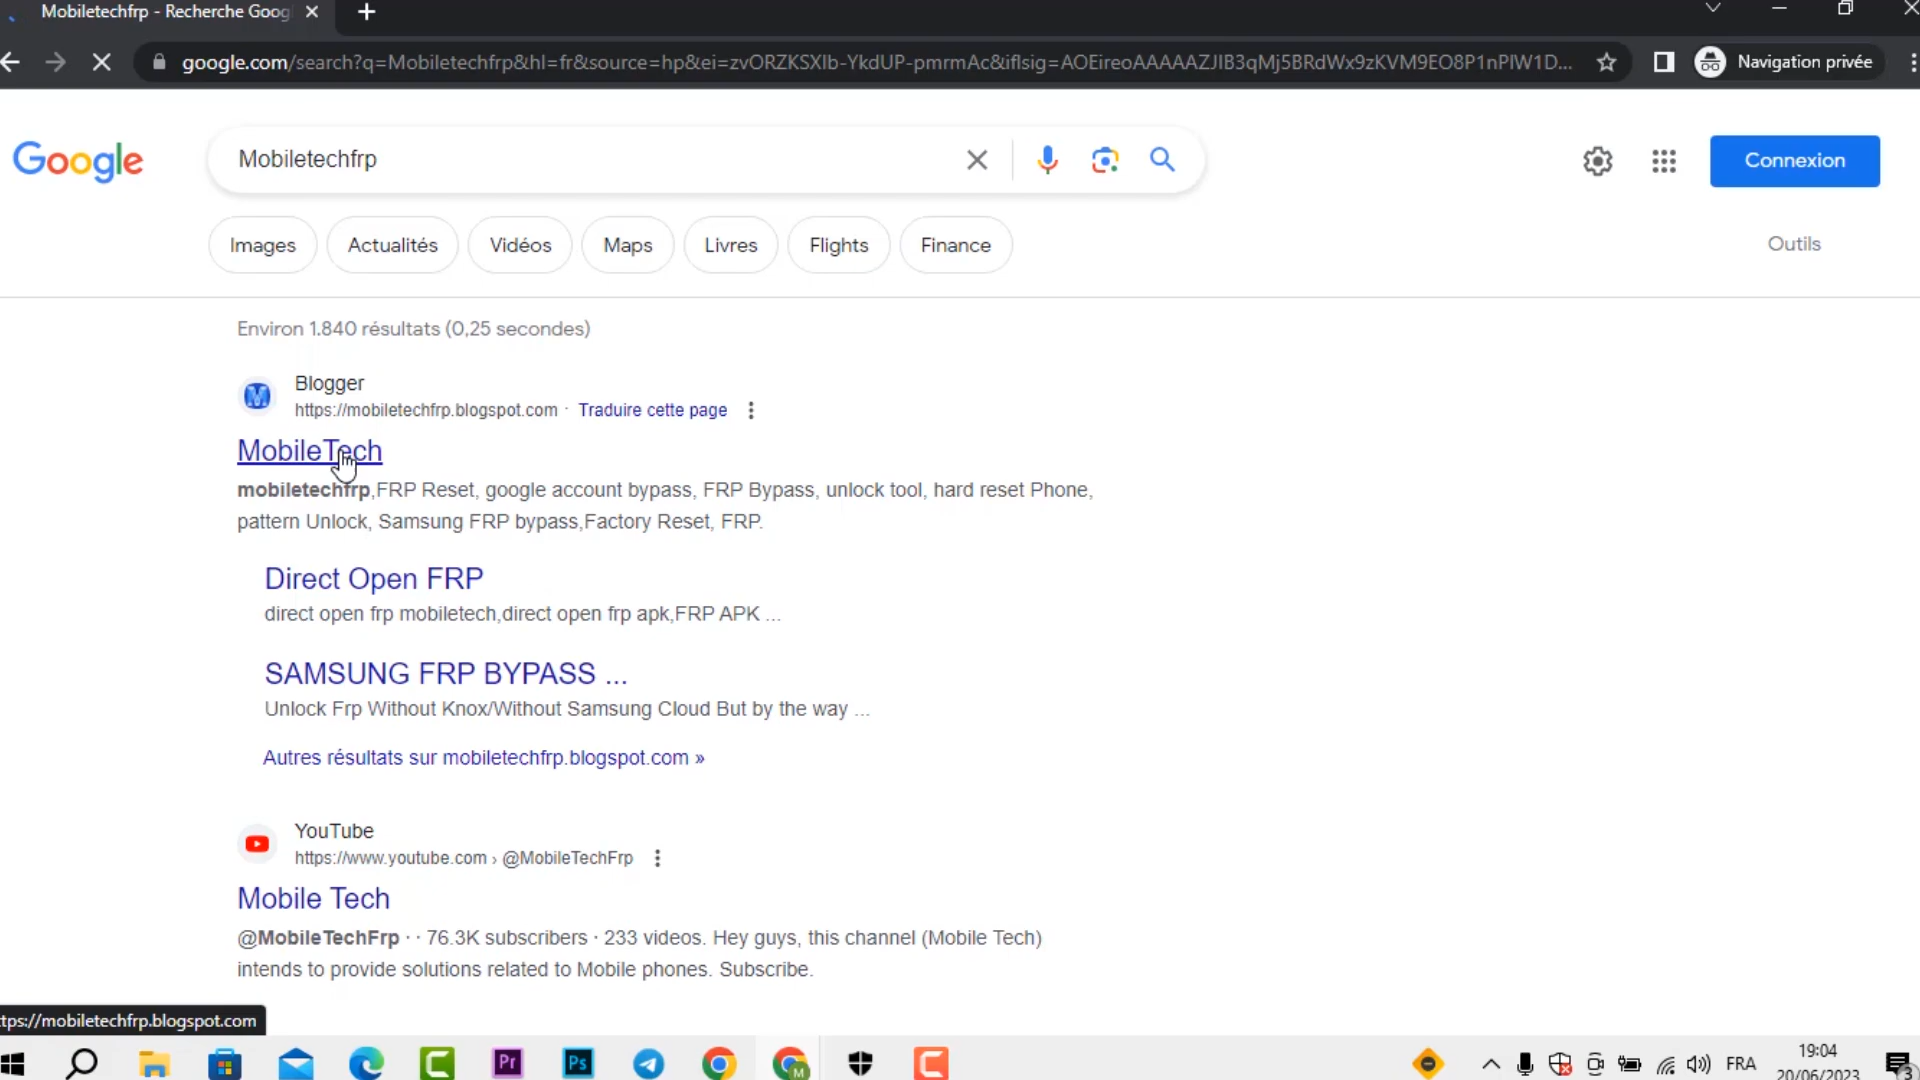 Mobiletechfrp - Recherche Goog
google.com/search?q=Mobiletechfrp&hl=fr&source=hp&ei=zvORZKSXIb-YkdUP-pmrmAc&iflsig=AOEireoAAAAAZJIB3qMj5BRdWx9zKVM9EO8P1nPIW1D...
Navigation privée
Google
Mobiletechfrp
Connexion
Images
Actualités
Vidéos
Maps
Livres
Flights
Finance
Outils
Environ 1.840 résultats (0,25 secondes)
Blogger
https://mobiletechfrp.blogspot.com · Traduire cette page
MobileTech
mobiletechfrp,FRP Reset, google account bypass, FRP Bypass, unlock tool, hard reset Phone,
pattern Unlock, Samsung FRP bypass,Factory Reset, FRP.
Direct Open FRP
direct open frp mobiletech,direct open frp apk,FRP APK ...
SAMSUNG FRP BYPASS ...
Unlock Frp Without Knox/Without Samsung Cloud But by the way ...
Autres résultats sur mobiletechfrp.blogspot.com »
YouTube
https://www.youtube.com › @MobileTechFrp
Mobile Tech
@MobileTechFrp · · 76.3K subscribers · 233 videos. Hey guys, this channel (Mobile Tech)
intends to provide solutions related to Mobile phones. Subscribe.
tps://mobiletechfrp.blogspot.com
Pr
Ps
M
FRA
19:04
20/06/2023
3